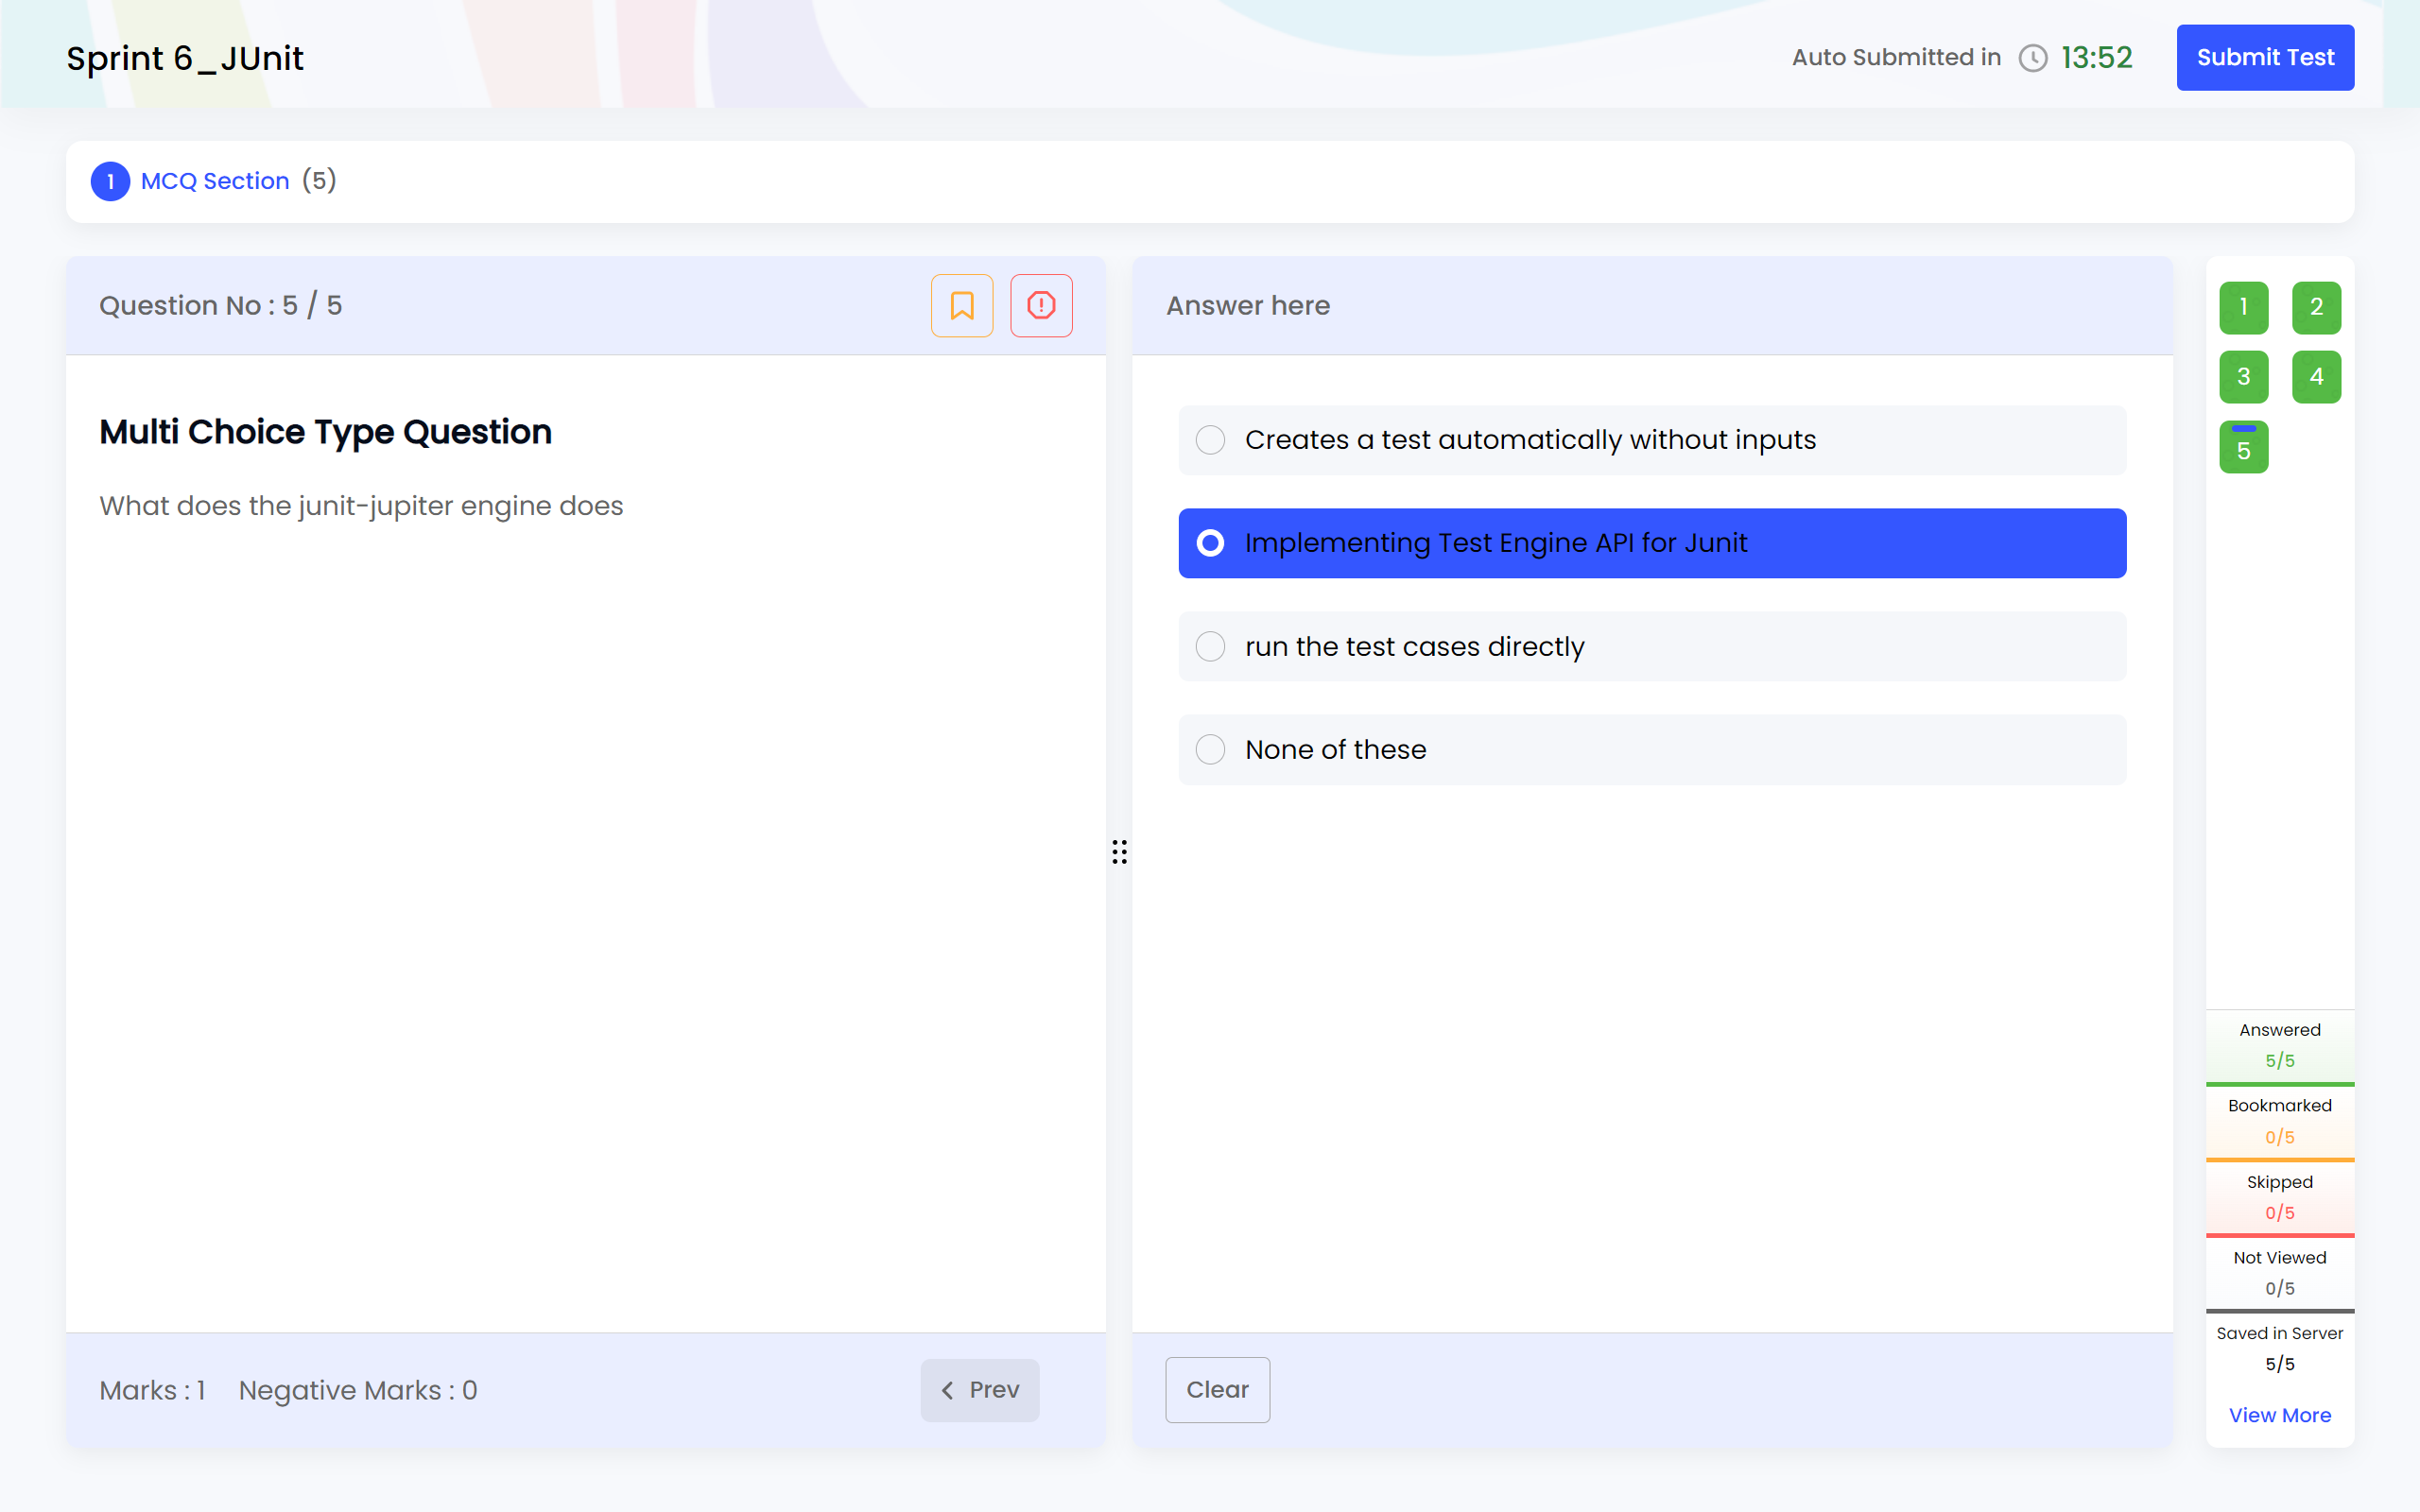 Sprint 6_JUnit
Auto Submitted in 13:52
Submit Test
1 MCQ Section (5)
Question No : 5 / 5
Multi Choice Type Question
What does the junit-jupiter engine does
Marks : 1 Negative Marks : 0
Prev
Answer here
Creates a test automatically without inputs
Implementing Test Engine API for Junit
run the test cases directly
None of these
Clear
1 2
3 4
5
Answered
5/5
Bookmarked
0/5
Skipped
0/5
Not Viewed
0/5
Saved in Server
5/5
View More